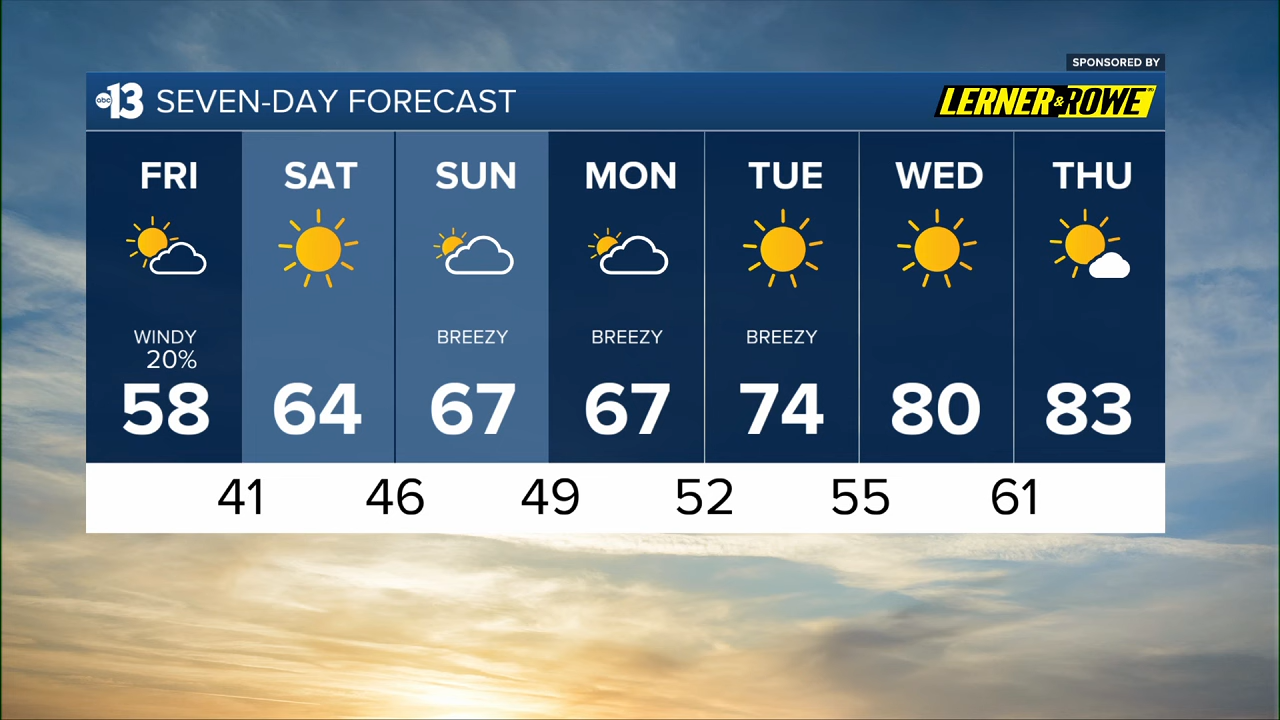 SPONSORED BY
abc 13 SEVEN-DAY FORECAST
LERNER & ROWE
FRI SAT SUN MON TUE WED THU
WINDY BREEZY BREEZY BREEZY
20%
58 64 67 67 74 80 83
41 46 49 52 55 61